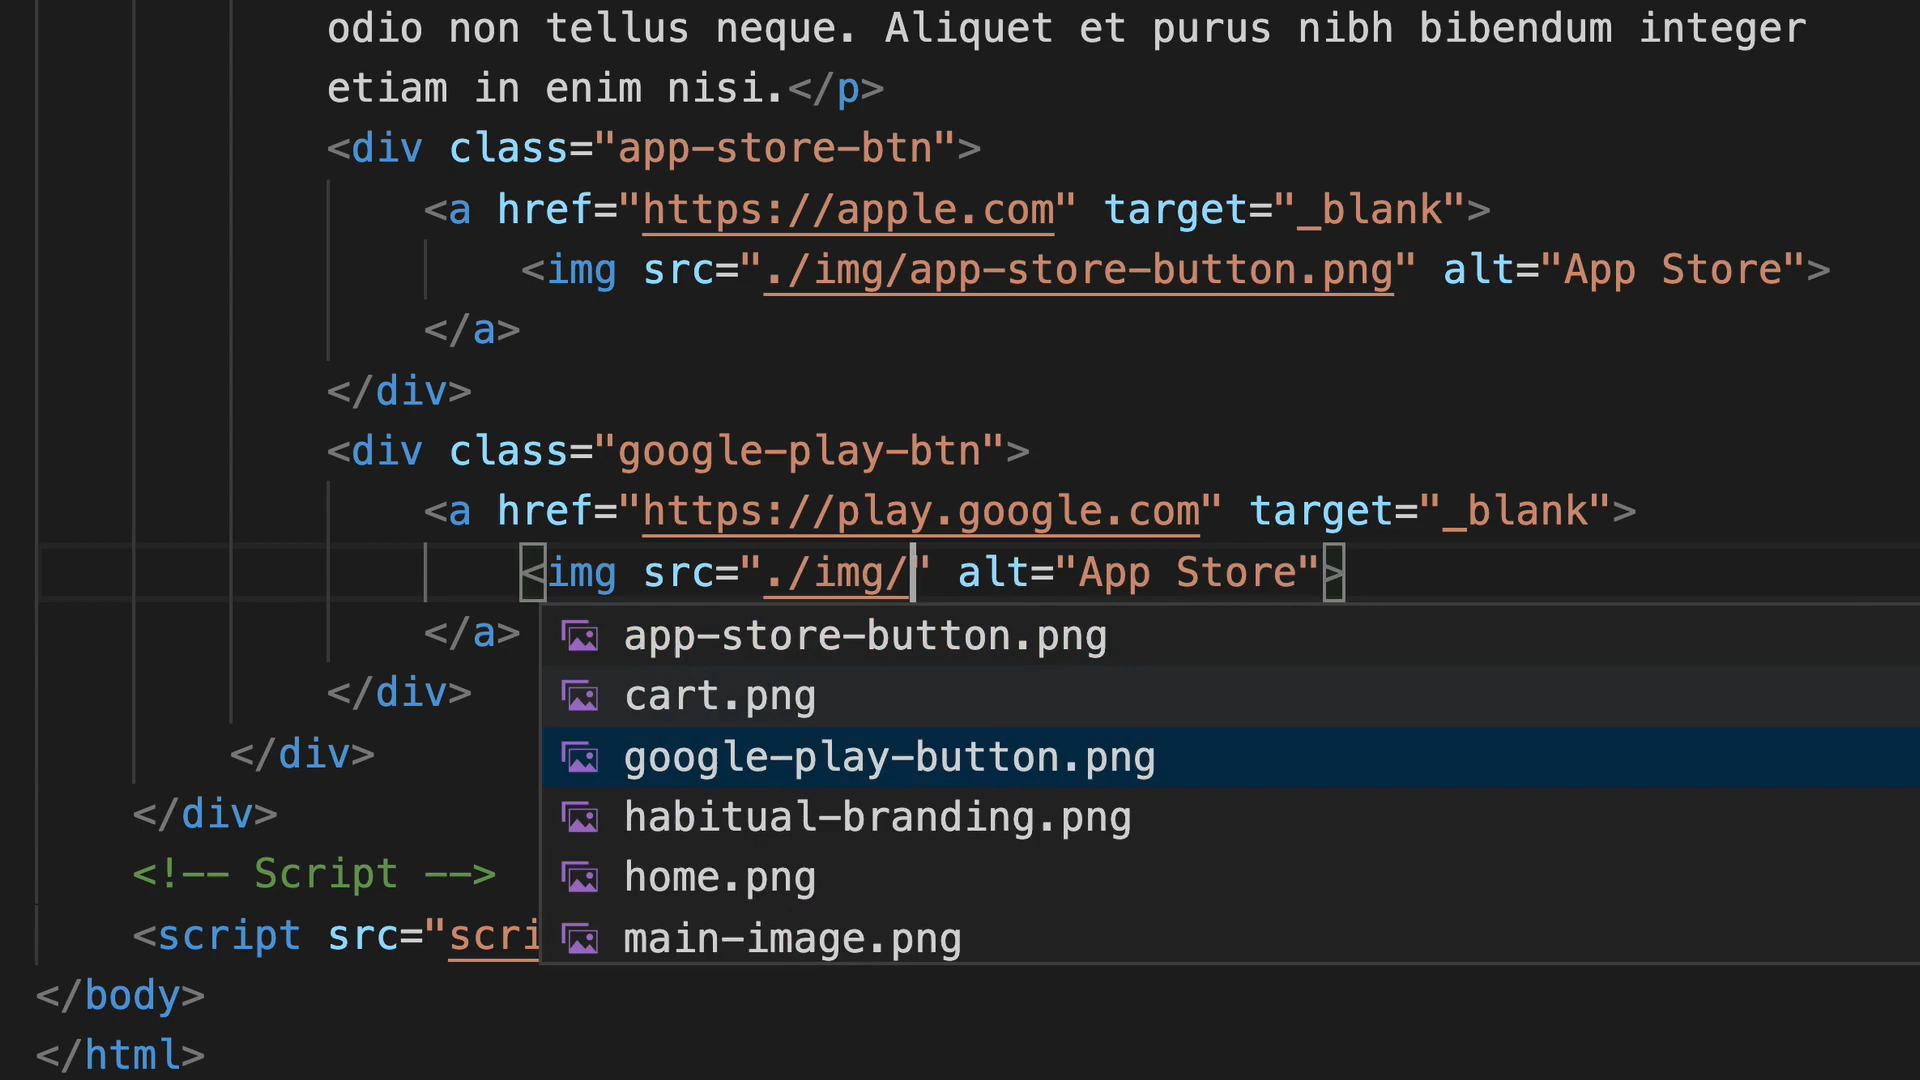 odio non tellus neque. Aliquet et purus nibh bibendum integer
etiam in enim nisi.</p>
<div class="app-store-btn">
<a href="https://apple.com" target="_blank">
<img src="./img/app-store-button.png" alt="App Store">
</a>
</div>
<div class="google-play-btn">
<a href="https://play.google.com" target="_blank">
<img src="./img/" alt="App Store">
</a>
</div>
</div>
</div>
<!-- Script -->
<script src="scri
</body>
</html>
app-store-button.png
cart.png
google-play-button.png
habitual-branding.png
home.png
main-image.png